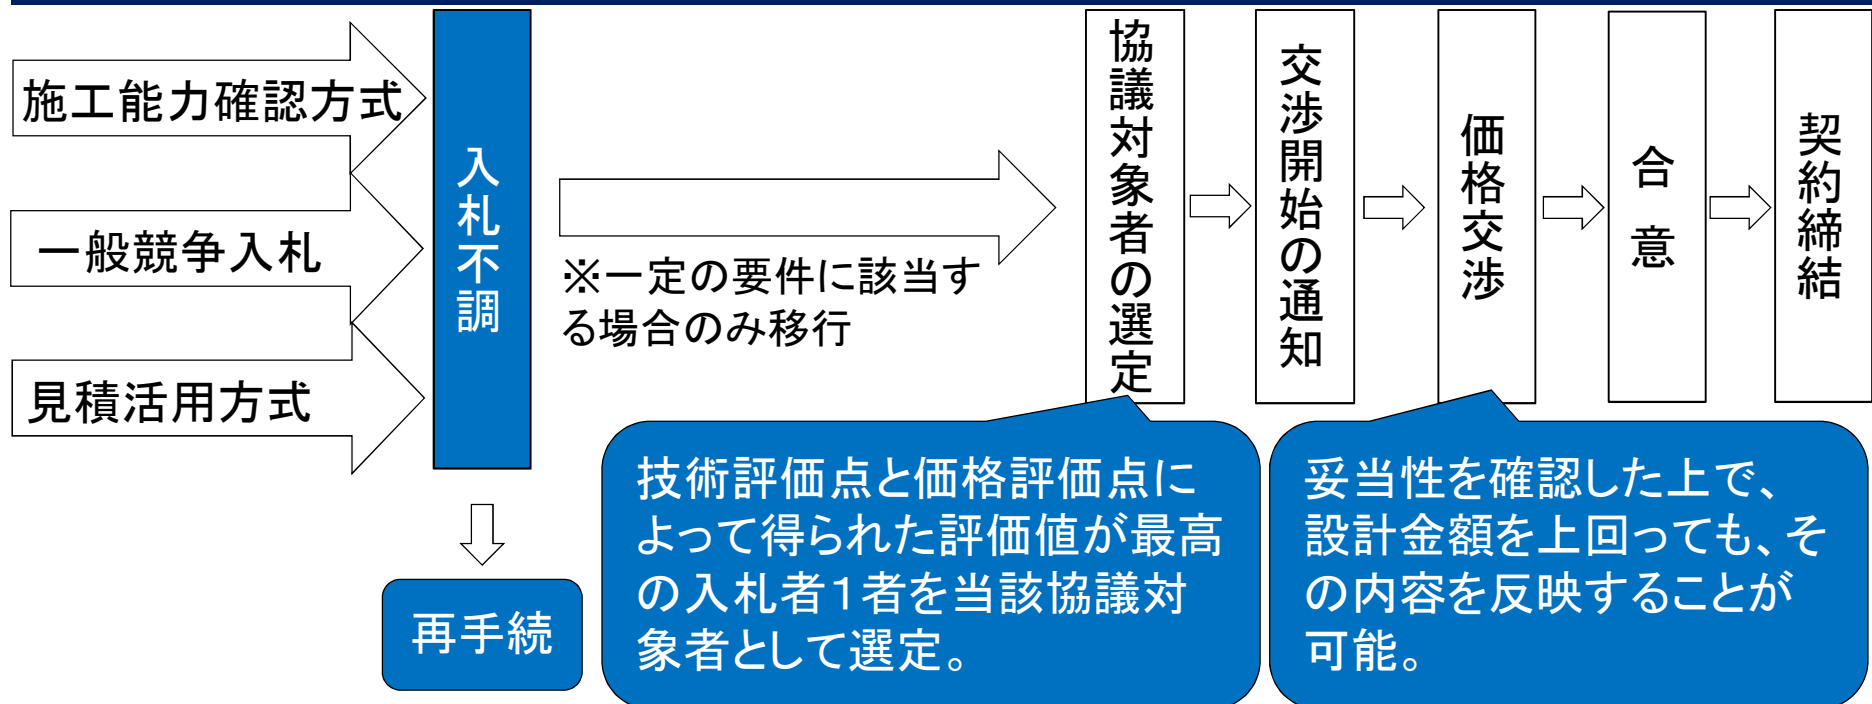 施工能力確認方式
一般競争入札
見積活用方式
入札不調
再手続
※一定の要件に該当す
る場合のみ移行
協議対象者の選定
交渉開始の通知
価格交渉
合意
契約締結
技術評価点と価格評価点に
よって得られた評価値が最高
の入札者1者を当該協議対
象者として選定。
妥当性を確認した上で、
設計金額を上回っても、そ
の内容を反映することが
可能。